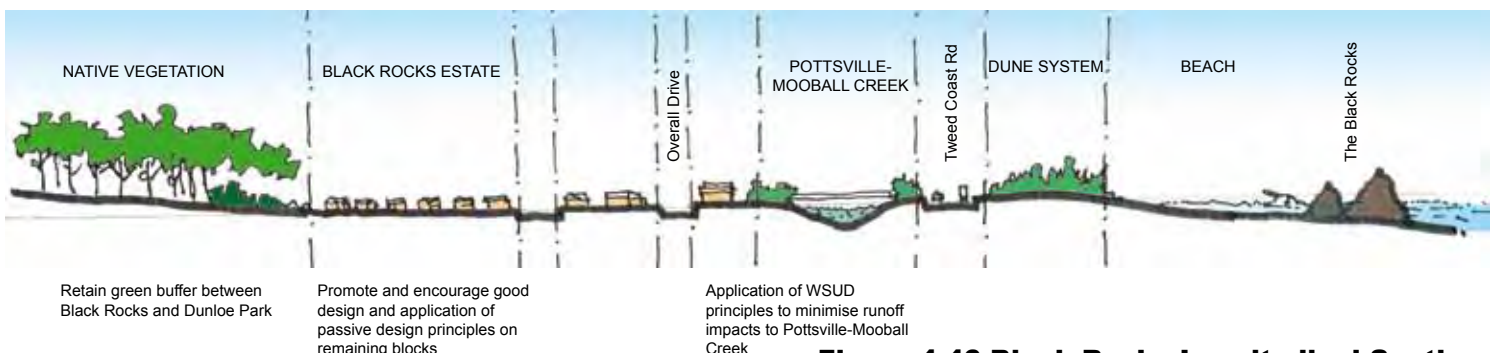 NATIVE VEGETATION
BLACK ROCKS ESTATE
Overall Drive
POTTSVILLE-
MOOBALL CREEK
Tweed Coast Rd
DUNE SYSTEM
BEACH
The Black Rocks
Retain green buffer between
Black Rocks and Dunloe Park
Promote and encourage good
design and application of
passive design principles on
remaining blocks
Application of WSUD
principles to minimise runoff
impacts to Pottsville-Mooball
Creek